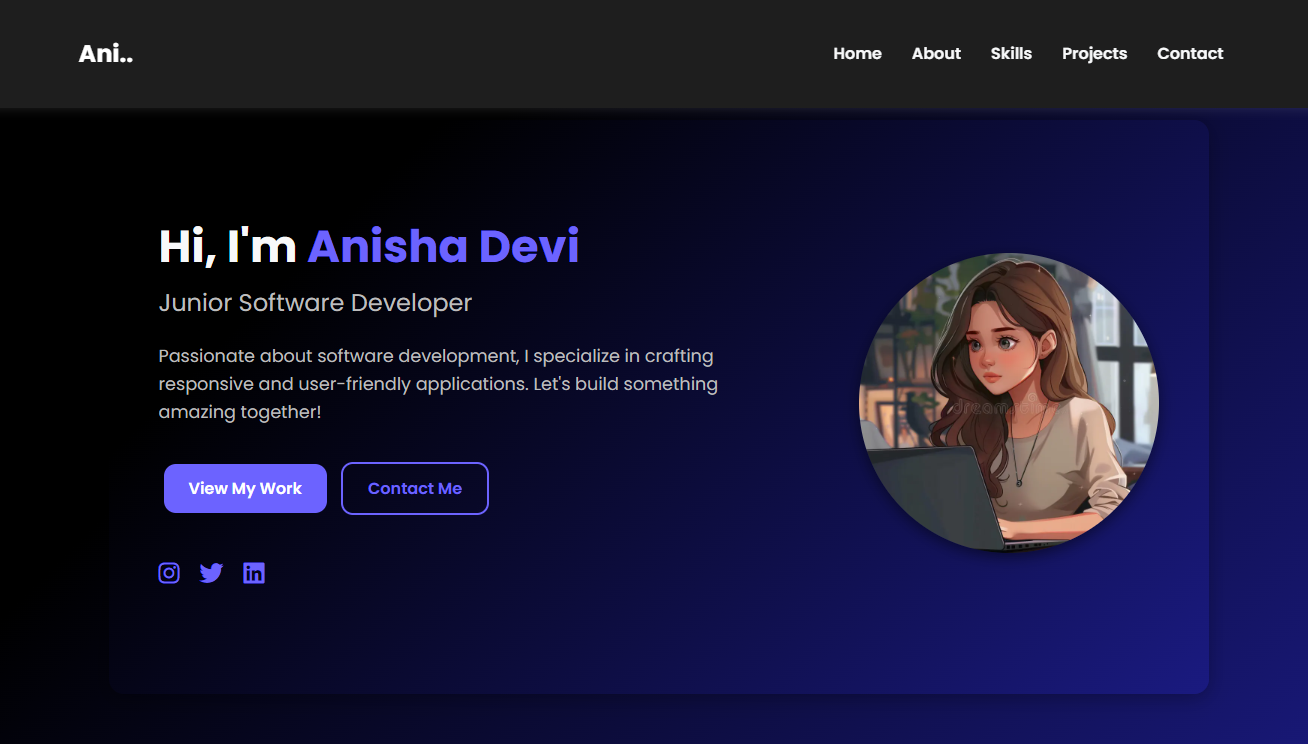 Ani..
Home About Skills Projects Contact
Hi, I'm Anisha Devi
Junior Software Developer
Passionate about software development, I specialize in crafting
responsive and user-friendly applications. Let's build something
amazing together!
View My Work Contact Me